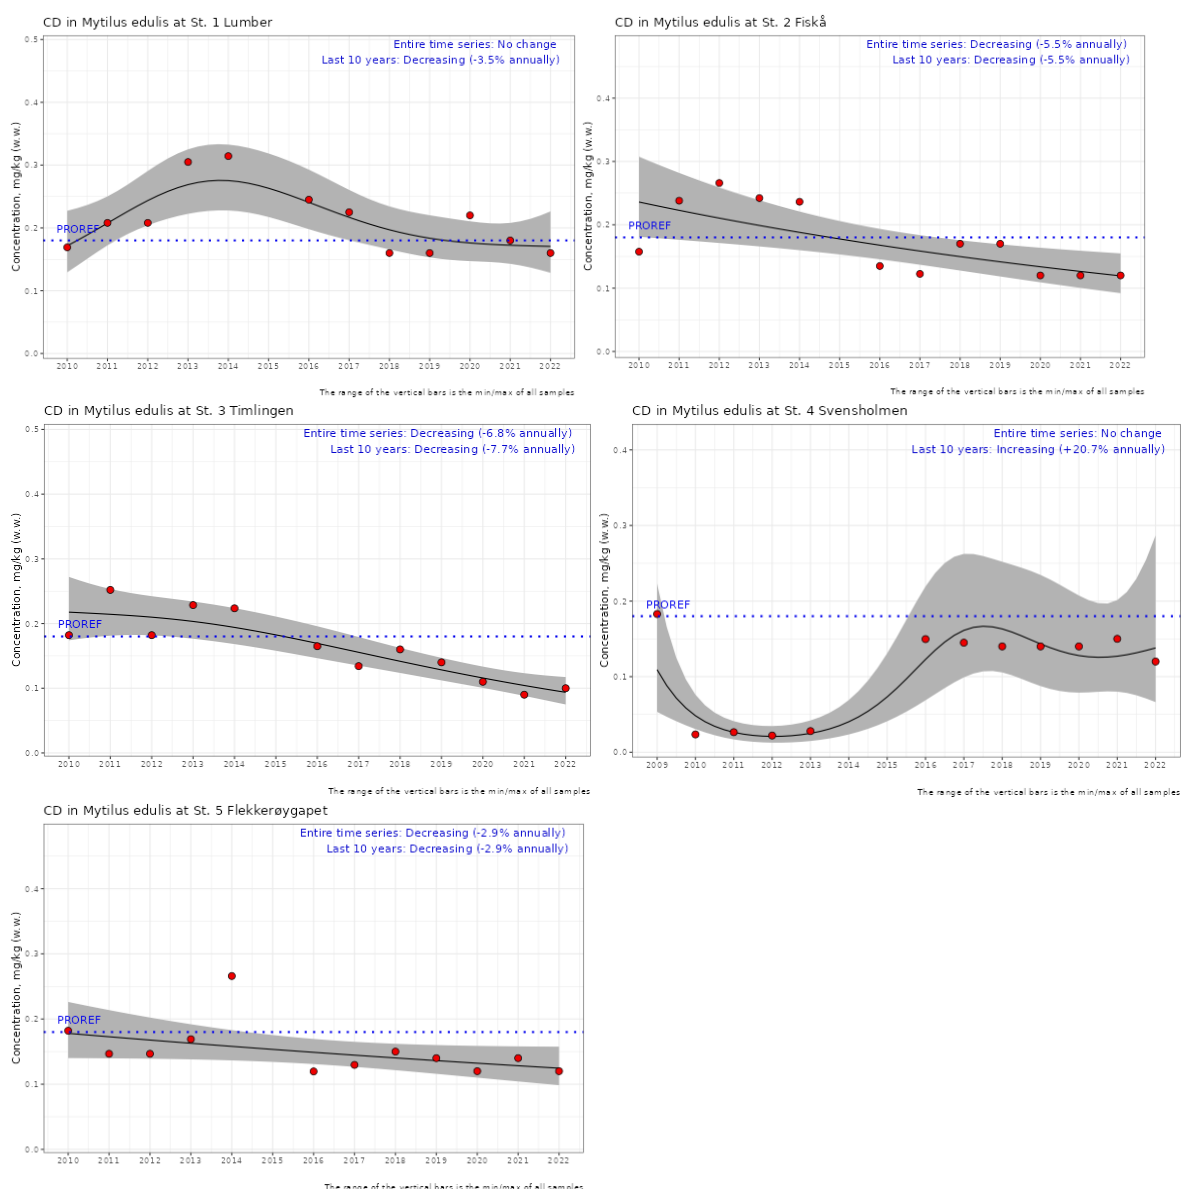 CD in Mytilus edulis at St. 1 Lumber
Entire time series: No change
Last 10 years: Decreasing (-3.5% annually)
Concentration, mg/kg (w.w.)
0.5
0.4
0.3
0.2
0.1
0.0
PROREF
2010 2011 2012 2013 2014 2015 2016 2017 2018 2019 2020 2021 2022
The range of the vertical bars is the min/max of all samples
CD in Mytilus edulis at St. 2 Fiskå
Entire time series: Decreasing (-5.5% annually)
Last 10 years: Decreasing (-5.5% annually)
Concentration, mg/kg (w.w.)
0.4
0.3
0.2
0.1
0.0
PROREF
2010 2011 2012 2013 2014 2015 2016 2017 2018 2019 2020 2021 2022
The range of the vertical bars is the min/max of all samples
CD in Mytilus edulis at St. 3 Timlingen
Entire time series: Decreasing (-6.8% annually)
Last 10 years: Decreasing (-7.7% annually)
Concentration, mg/kg (w.w.)
0.5
0.4
0.3
0.2
0.1
0.0
PROREF
2010 2011 2012 2013 2014 2015 2016 2017 2018 2019 2020 2021 2022
The range of the vertical bars is the min/max of all samples
CD in Mytilus edulis at St. 4 Svensholmen
Entire time series: No change
Last 10 years: Increasing (+20.7% annually)
Concentration, mg/kg (w.w.)
0.4
0.3
0.2
0.1
0.0
PROREF
2009 2010 2011 2012 2013 2014 2015 2016 2017 2018 2019 2020 2021 2022
The range of the vertical bars is the min/max of all samples
CD in Mytilus edulis at St. 5 Flekkerøygapet
Entire time series: Decreasing (-2.9% annually)
Last 10 years: Decreasing (-2.9% annually)
Concentration, mg/kg (w.w.)
0.4
0.3
0.2
0.1
0.0
PROREF
2010 2011 2012 2013 2014 2015 2016 2017 2018 2019 2020 2021 2022
The range of the vertical bars is the min/max of all samples